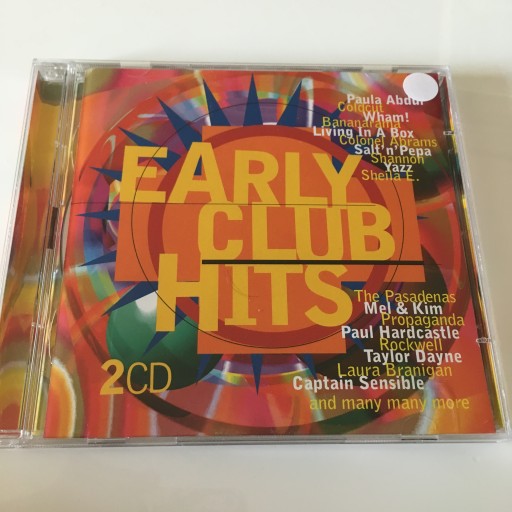 Paula Abdul
Coldcut
Wham!
Bananarama
Living In A Box
Colonel Abrams
Salt'n'Pepa
Shannon
Yazz
Sheila E.
EARLY
CLUB
HITS
The Pasadenas
Mel & Kim
Propaganda
Paul Hardcastle
Rockwell
Taylor Dayne
Laura Branigan
Captain Sensible
and many many more
2CD